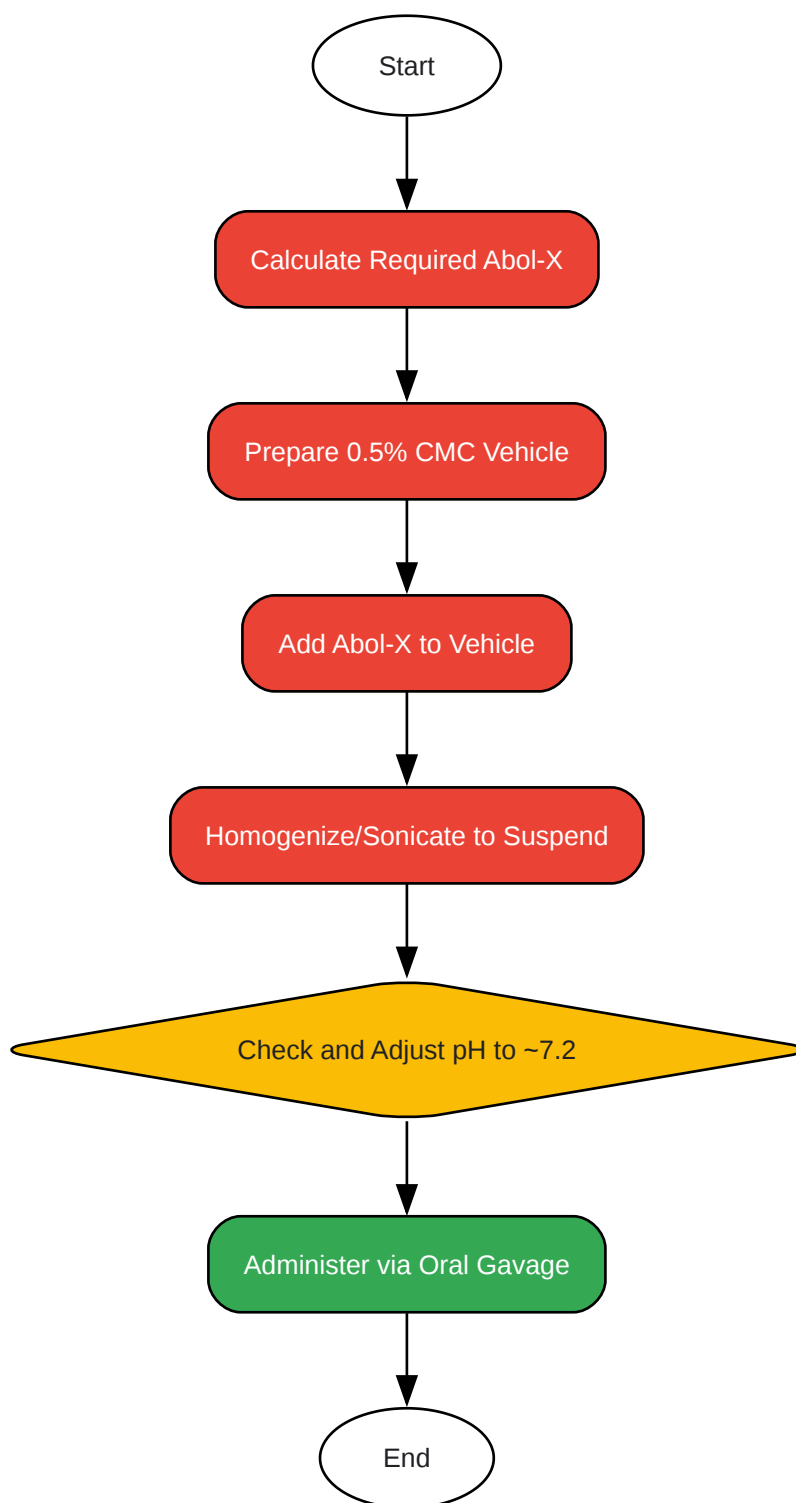 Start
Calculate Required Abol-X
Prepare 0.5% CMC Vehicle
Add Abol-X to Vehicle
Homogenize/Sonicate to Suspend
Check and Adjust pH to ~7.2
Administer via Oral Gavage
End